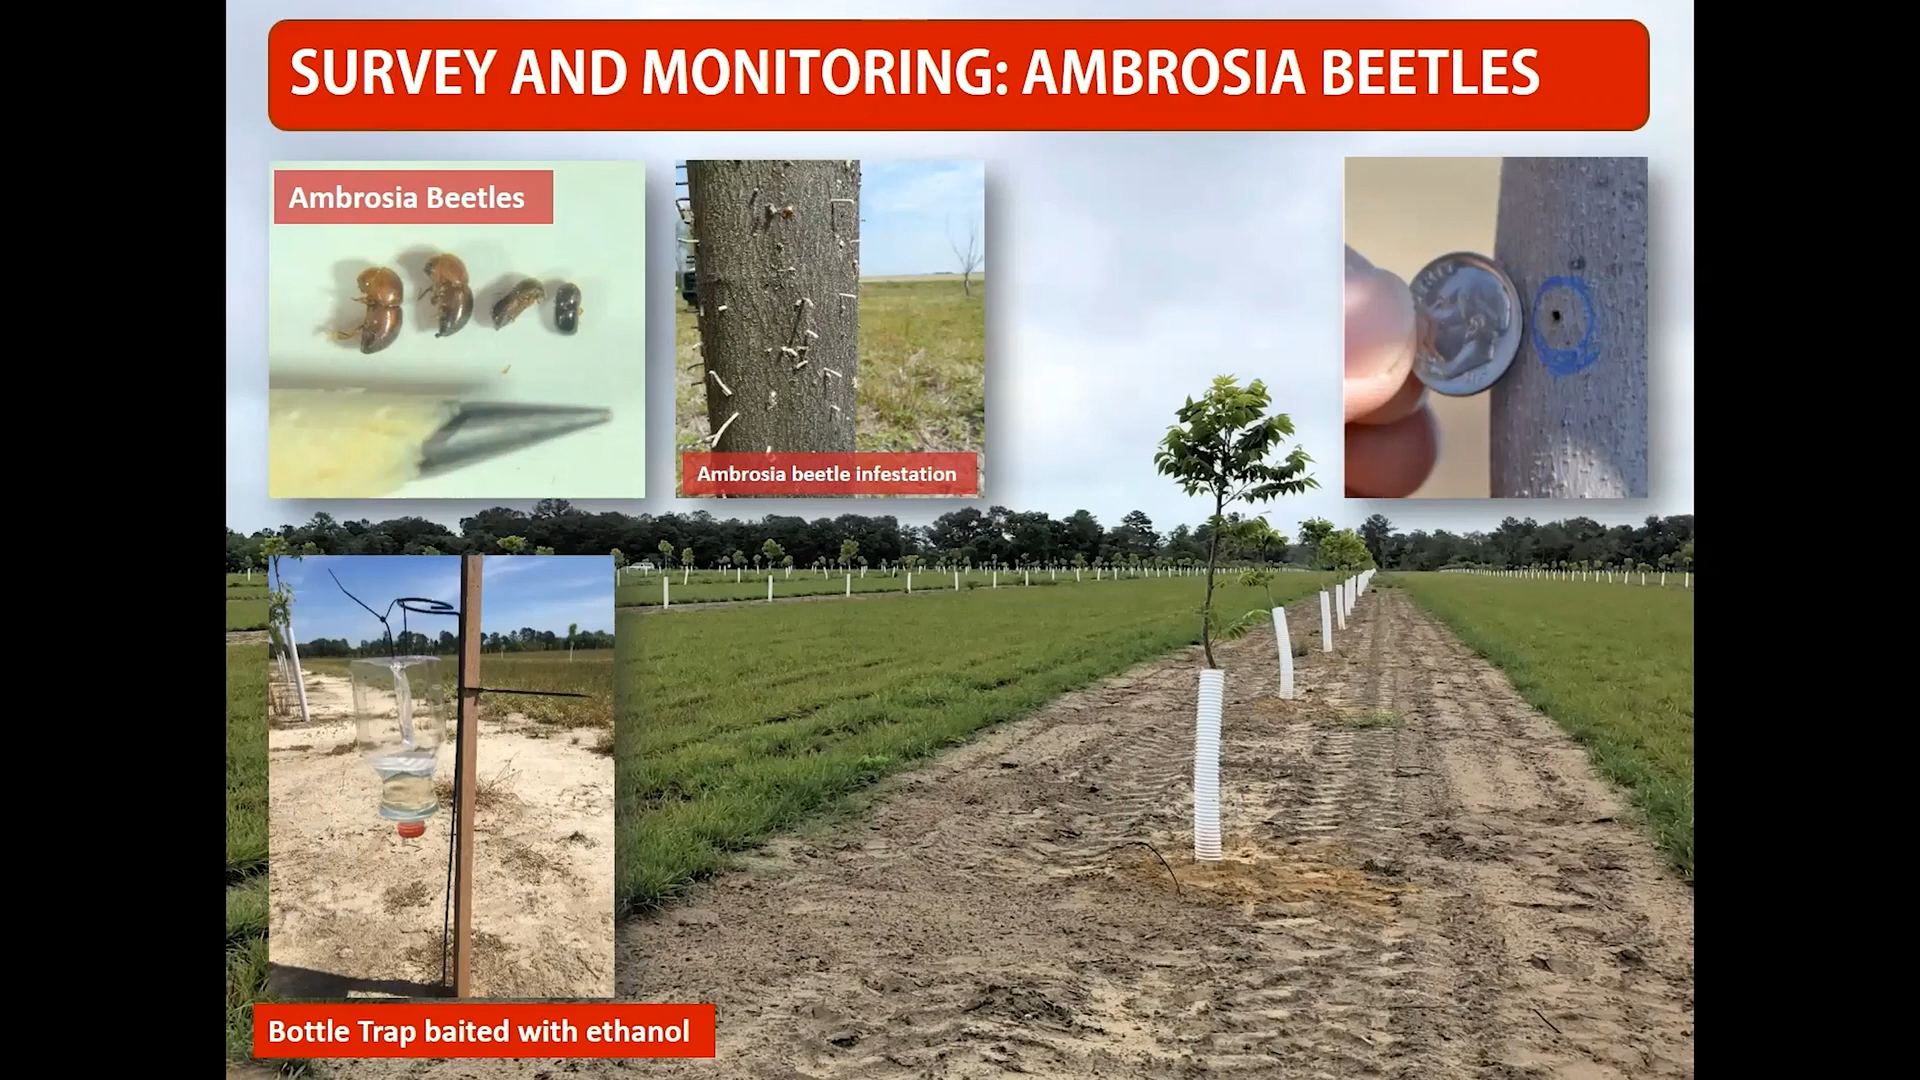 SURVEY AND MONITORING: AMBROSIA BEETLES
Ambrosia Beetles
Ambrosia beetle infestation
Bottle Trap baited with ethanol